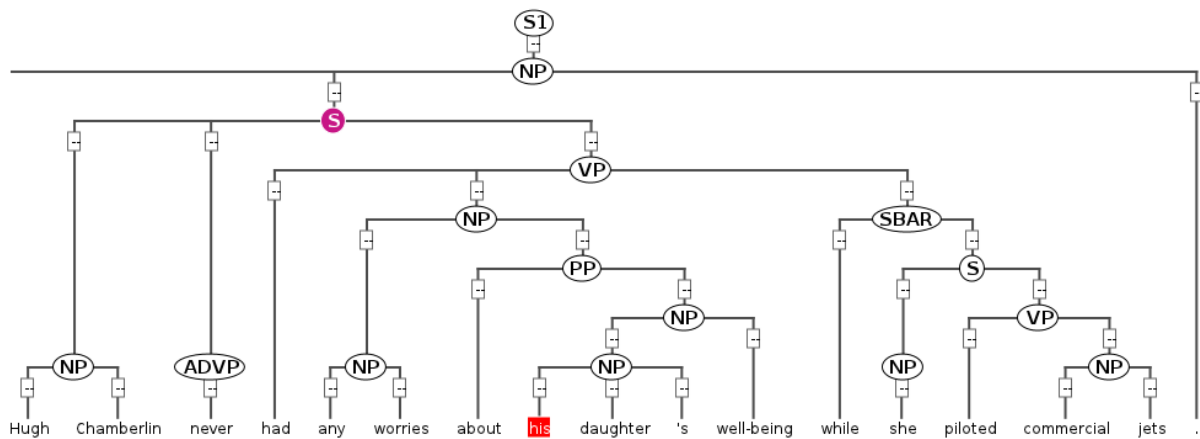 S1
-- 
NP
-- --
S
-- -- --
VP
-- -- --
NP SBAR
-- -- -- --
PP S
-- -- -- --
NP VP
-- -- -- --
NP ADVP NP NP NP NP
-- -- -- -- -- -- -- -- -- -- --
Hugh Chamberlin never had any worries about his daughter 's well-being while she piloted commercial jets .